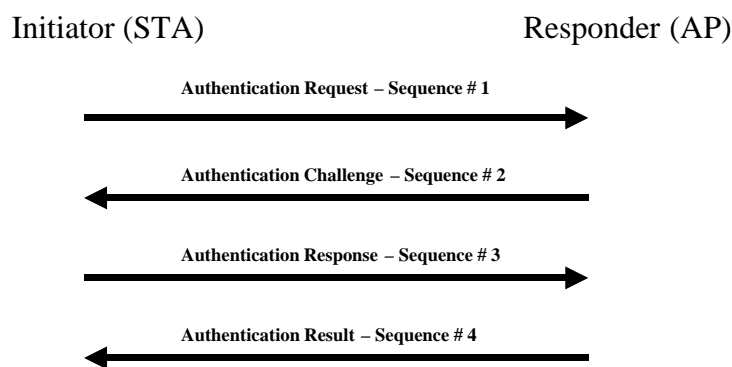 Initiator (STA)
Responder (AP)
Authentication Request – Sequence # 1
Authentication Challenge – Sequence # 2
Authentication Response – Sequence # 3
Authentication Result – Sequence # 4